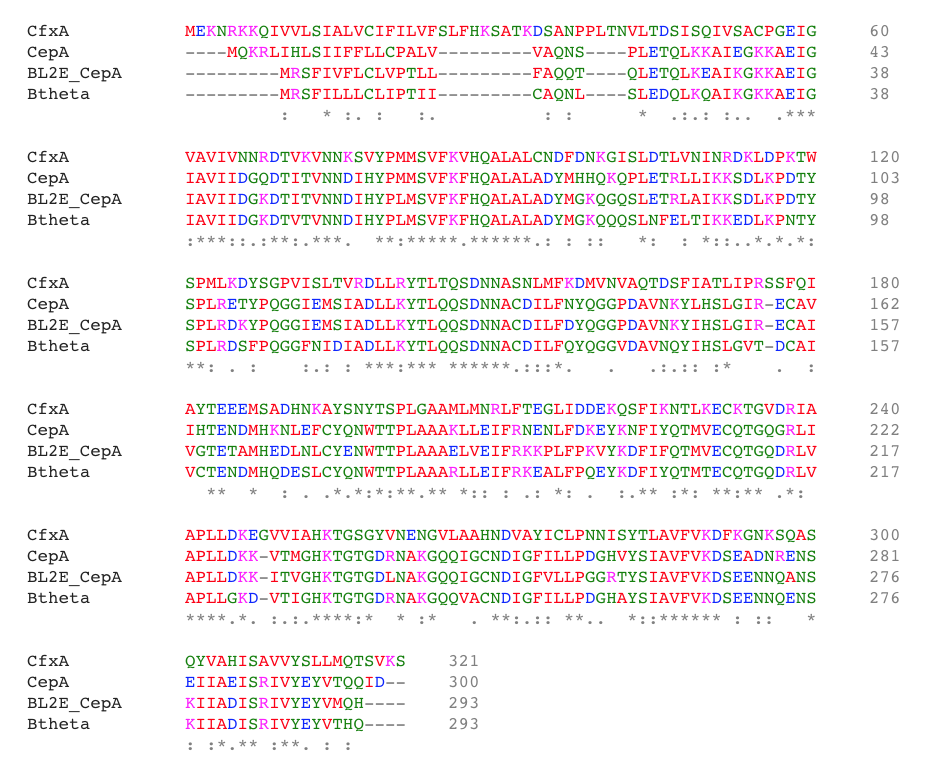 CfxA MEKNRKKQIVVLSIALVCIFILVFSLFHKSATKDSANPPLTNVLTDSISQIVSACPGEIG 60
CepA ----MQKRLIHLSIIFFLLCPALV---------VAQNS----PLETQLKKAIEGKKAEIG 43
BL2E_CepA ---------MRSFIVFLCLVPTLL---------FAQQT----QLETQLKEAIKGKKAEIG 38
Btheta ---------MRSFILLLCLIPTII---------CAQNL----SLEDQLKQAIKGKKAEIG 38
: * :. : :. : : * .:.: :. .***
CfxA VAVIVNNRDTVKVNNKSVYPMMSVFKVHQALALCNDFDNKGISLDTLVNINRDKLDPKTW 120
CepA IAVIIDGQDTITVNNDIHYPMMSVFKFHQALALADYMHHQKQPLETRLLIKKSDLKPDTY 103
BL2E_CepA IAVIIDGKDTITVNNDIHYPLMSVFKFHQALALADYMGKQGQSLETRLAIKKSDLKPDTY 98
Btheta IAVIIDGKDTVTVNNDIHYPLMSVFKFHQALALADYMGKQQQSLNFELTIKKEDLKPNTY 98
:***::.:**:.***. **:*****.******.: : :: *: : *::..*.*.*:
CfxA SPMLKDYSGPVISLTVRDLLRYTLTQSDNNASNLMFKDMVNVAQTDSFIATLIPRSSFQI 180
CepA SPLRETYPQGGIEMSIADLLKYTLQQSDNNACDILFNYQGGPDAVNKYLHSLGIR-ECAV 162
BL2E_CepA SPLRDKYPQGGIEMSIADLLKYTLQQSDNNACDILFDYQGGPDAVNKYIHSLGIR-ECAI 157
Btheta SPLRDSFPQGGFNIDIADLLKYTLQQSDNNACDILFQYQGGVDAVNQYIHSLGVT-DCAI 157
**: . : :.: : ***:*** ******.:::*. . .:.:: :* . :
CfxA AYTEEEMSADHNKAYSNYTSPLGAAMLMNRLFTEGLIDDEKQSFIKNTLKECKTGVDRIA 240
CepA IHTENDMHKNLEFCYQNWTTPLAAAKLLEIFRNENLFDKEYKNFIYQTMVECQTGQGRLI 222
BL2E_CepA VGTETAMHEDLNLCYENWTTPLAAAELVEIFRKKPLFPKVYKDFIFQTMVECQTGQDRLV 217
Btheta VCTENDMHQDESLCYQNWTTPLAAARLLEIFRKEALFPQEYKDFIYQTMTECQTGQDRLV 217
** * : . .*.*:*:**.** *:: : .: *: . :.** :*: **:** .*:
CfxA APLLDKEGVVIAHKTGSGYVNENGVLAAHNDVAYICLPNNISYTLAVFVKDFKGNKSQAS 300
CepA APLLDKK-VTMGHKTGTGDRNAKGQQIGCNDIGFILLPDGHVYSIAVFVKDSEADNRENS 281
BL2E_CepA APLLDKK-ITVGHKTGTGDLNAKGQQIGCNDIGFVLLPGGRTYSIAVFVKDSEENNQANS 276
Btheta APLLGKD-VTIGHKTGTGDRNAKGQQVACNDIGFILLPDGHAYSIAVFVKDSEENNQENS 276
****.*. :.:.****:* * :* . **:.:: **.. *::****** : :: *
CfxA QYVAHISAVVYSLLMQTSVKS 321
CepA EIIAEISRIVYEYVTQQID-- 300
BL2E_CepA KIIADISRIVYEYVMQH---- 293
Btheta KIIADISRIVYEYVTHQ---- 293
: :*.** :**. : :